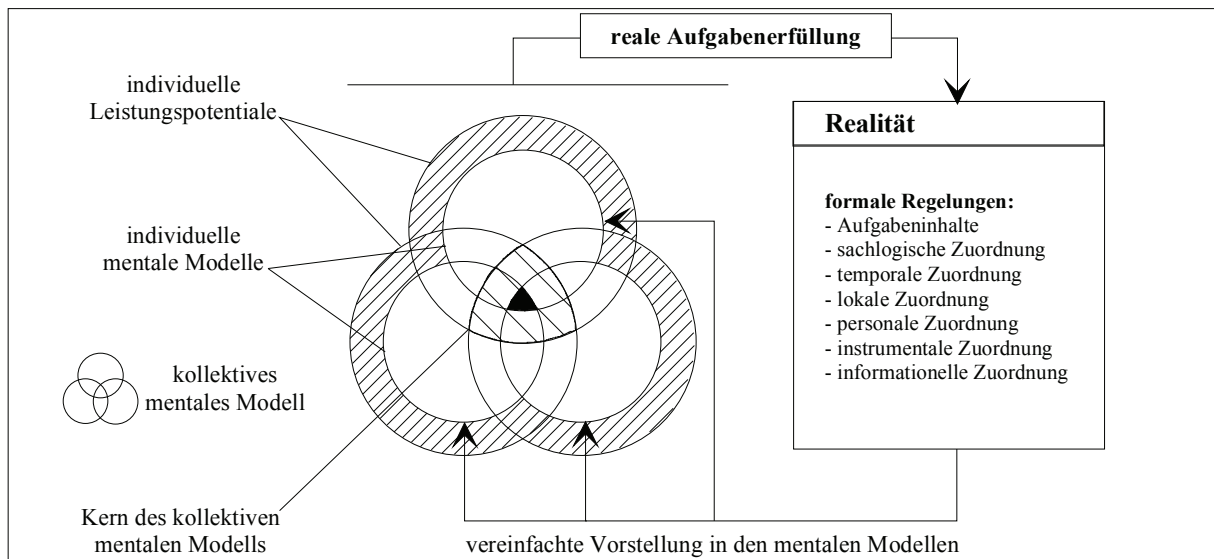 reale Aufgabenerfüllung
individuelle
Leistungspotentiale
individuelle
mentale Modelle
kollektives
mentales Modell
Kern des kollektiven
mentalen Modells
Realität
formale Regelungen:
- Aufgabeninhalte
- sachlogische Zuordnung
- temporale Zuordnung
- lokale Zuordnung
- personale Zuordnung
- instrumentale Zuordnung
- informationelle Zuordnung
vereinfachte Vorstellung in den mentalen Modellen